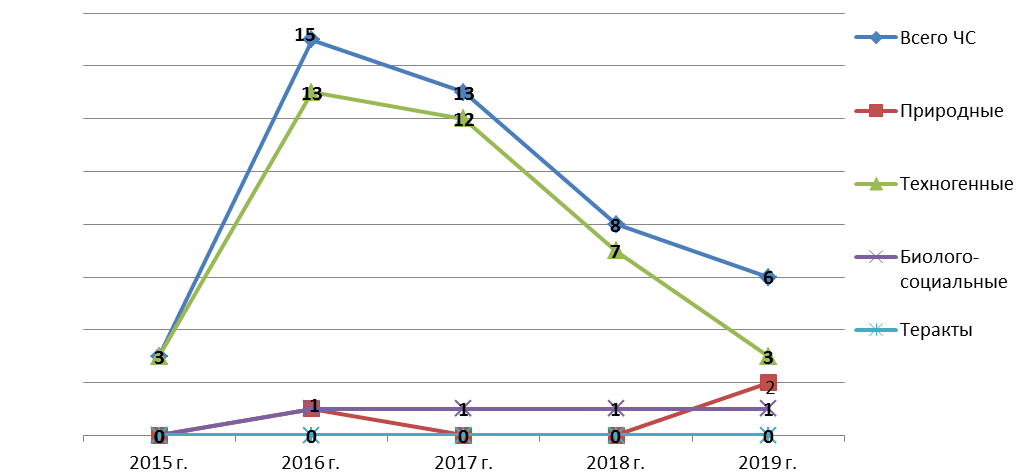 15
13
13
12
8
7
6
3
3
2
1
1
1
1
0
0
0
0
0
2015 г. 2016 г. 2017 г. 2018 г. 2019 г.
Всего ЧС
Природные
Техногенные
Биолого-
социальные
Теракты